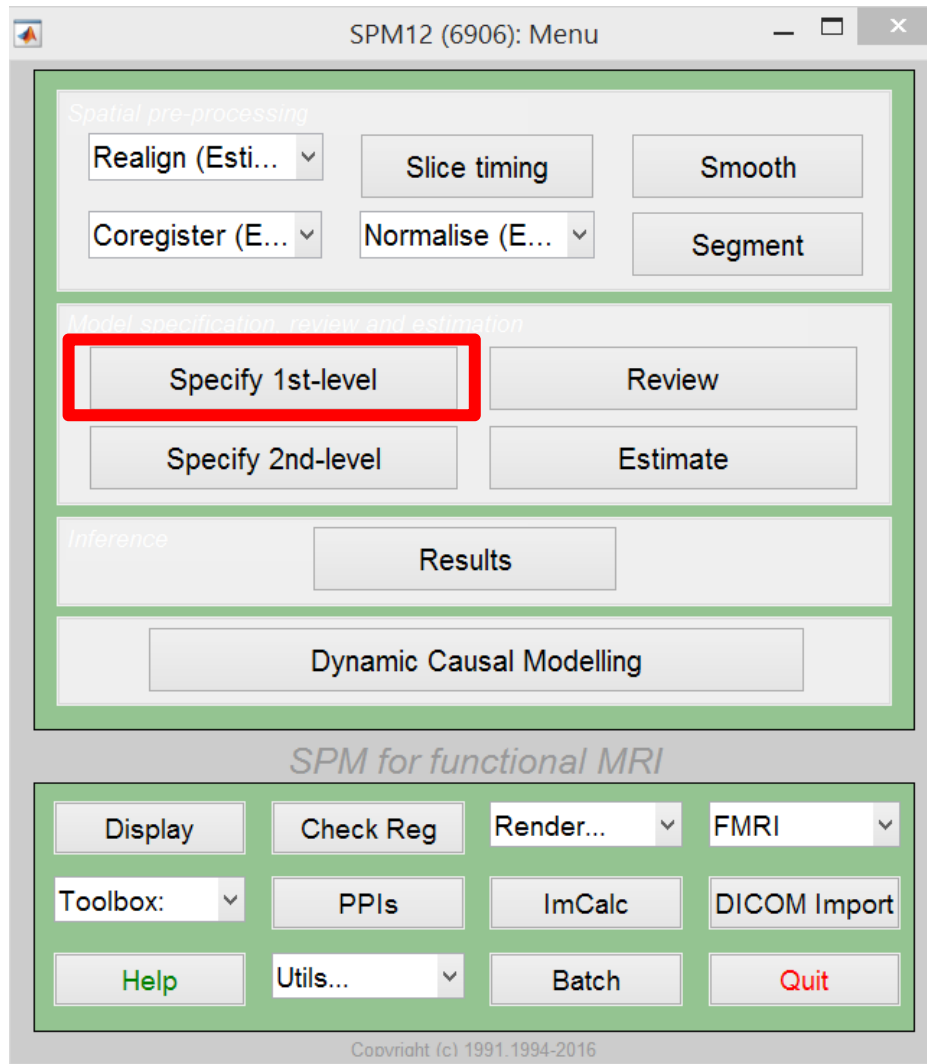 SPM12 (6906): Menu
Spatial pre-processing
Realign (Esti...
Slice timing
Smooth
Coregister (E...
Normalise (E...
Segment
Model specification, review and estimation
Specify 1st-level
Review
Specify 2nd-level
Estimate
Inference
Results
Dynamic Causal Modelling
SPM for functional MRI
Display
Check Reg
Render...
FMRI
Toolbox:
PPIs
ImCalc
DICOM Import
Help
Utils...
Batch
Quit
Copyright (c) 1991,1994-2016